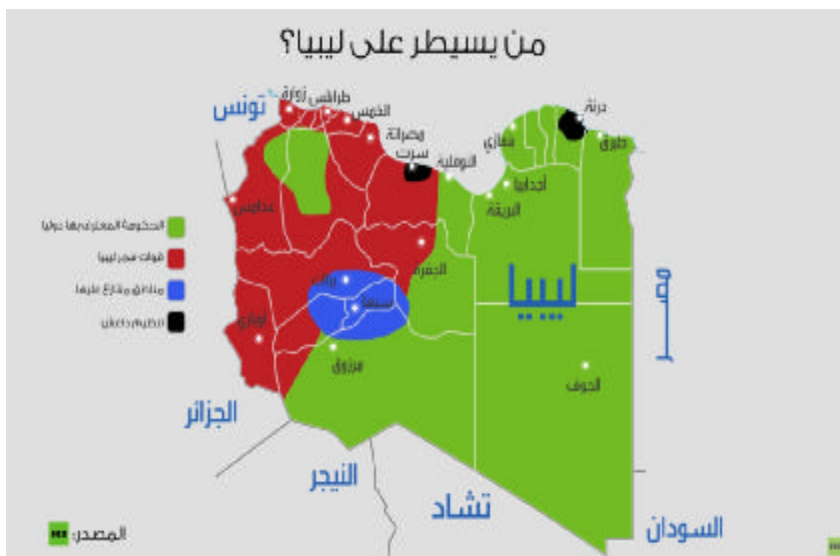 من يسيطر على ليبيا؟
تونس
زوارة
طرابلس
الخمس
مصراتة
سرت
النوفلية
بنغازي
درنة
طبرق
أجدابيا
البريقة
غدامس
الجفرة
سبها
أوباري
مرزوق
الجوف
ليبيا
مصر
الحكومة المعترف بها دوليا
قوات فجر ليبيا
مناطق متنازع عليها
تنظيم داعش
الجزائر
النيجر
تشاد
السودان
المصدر: